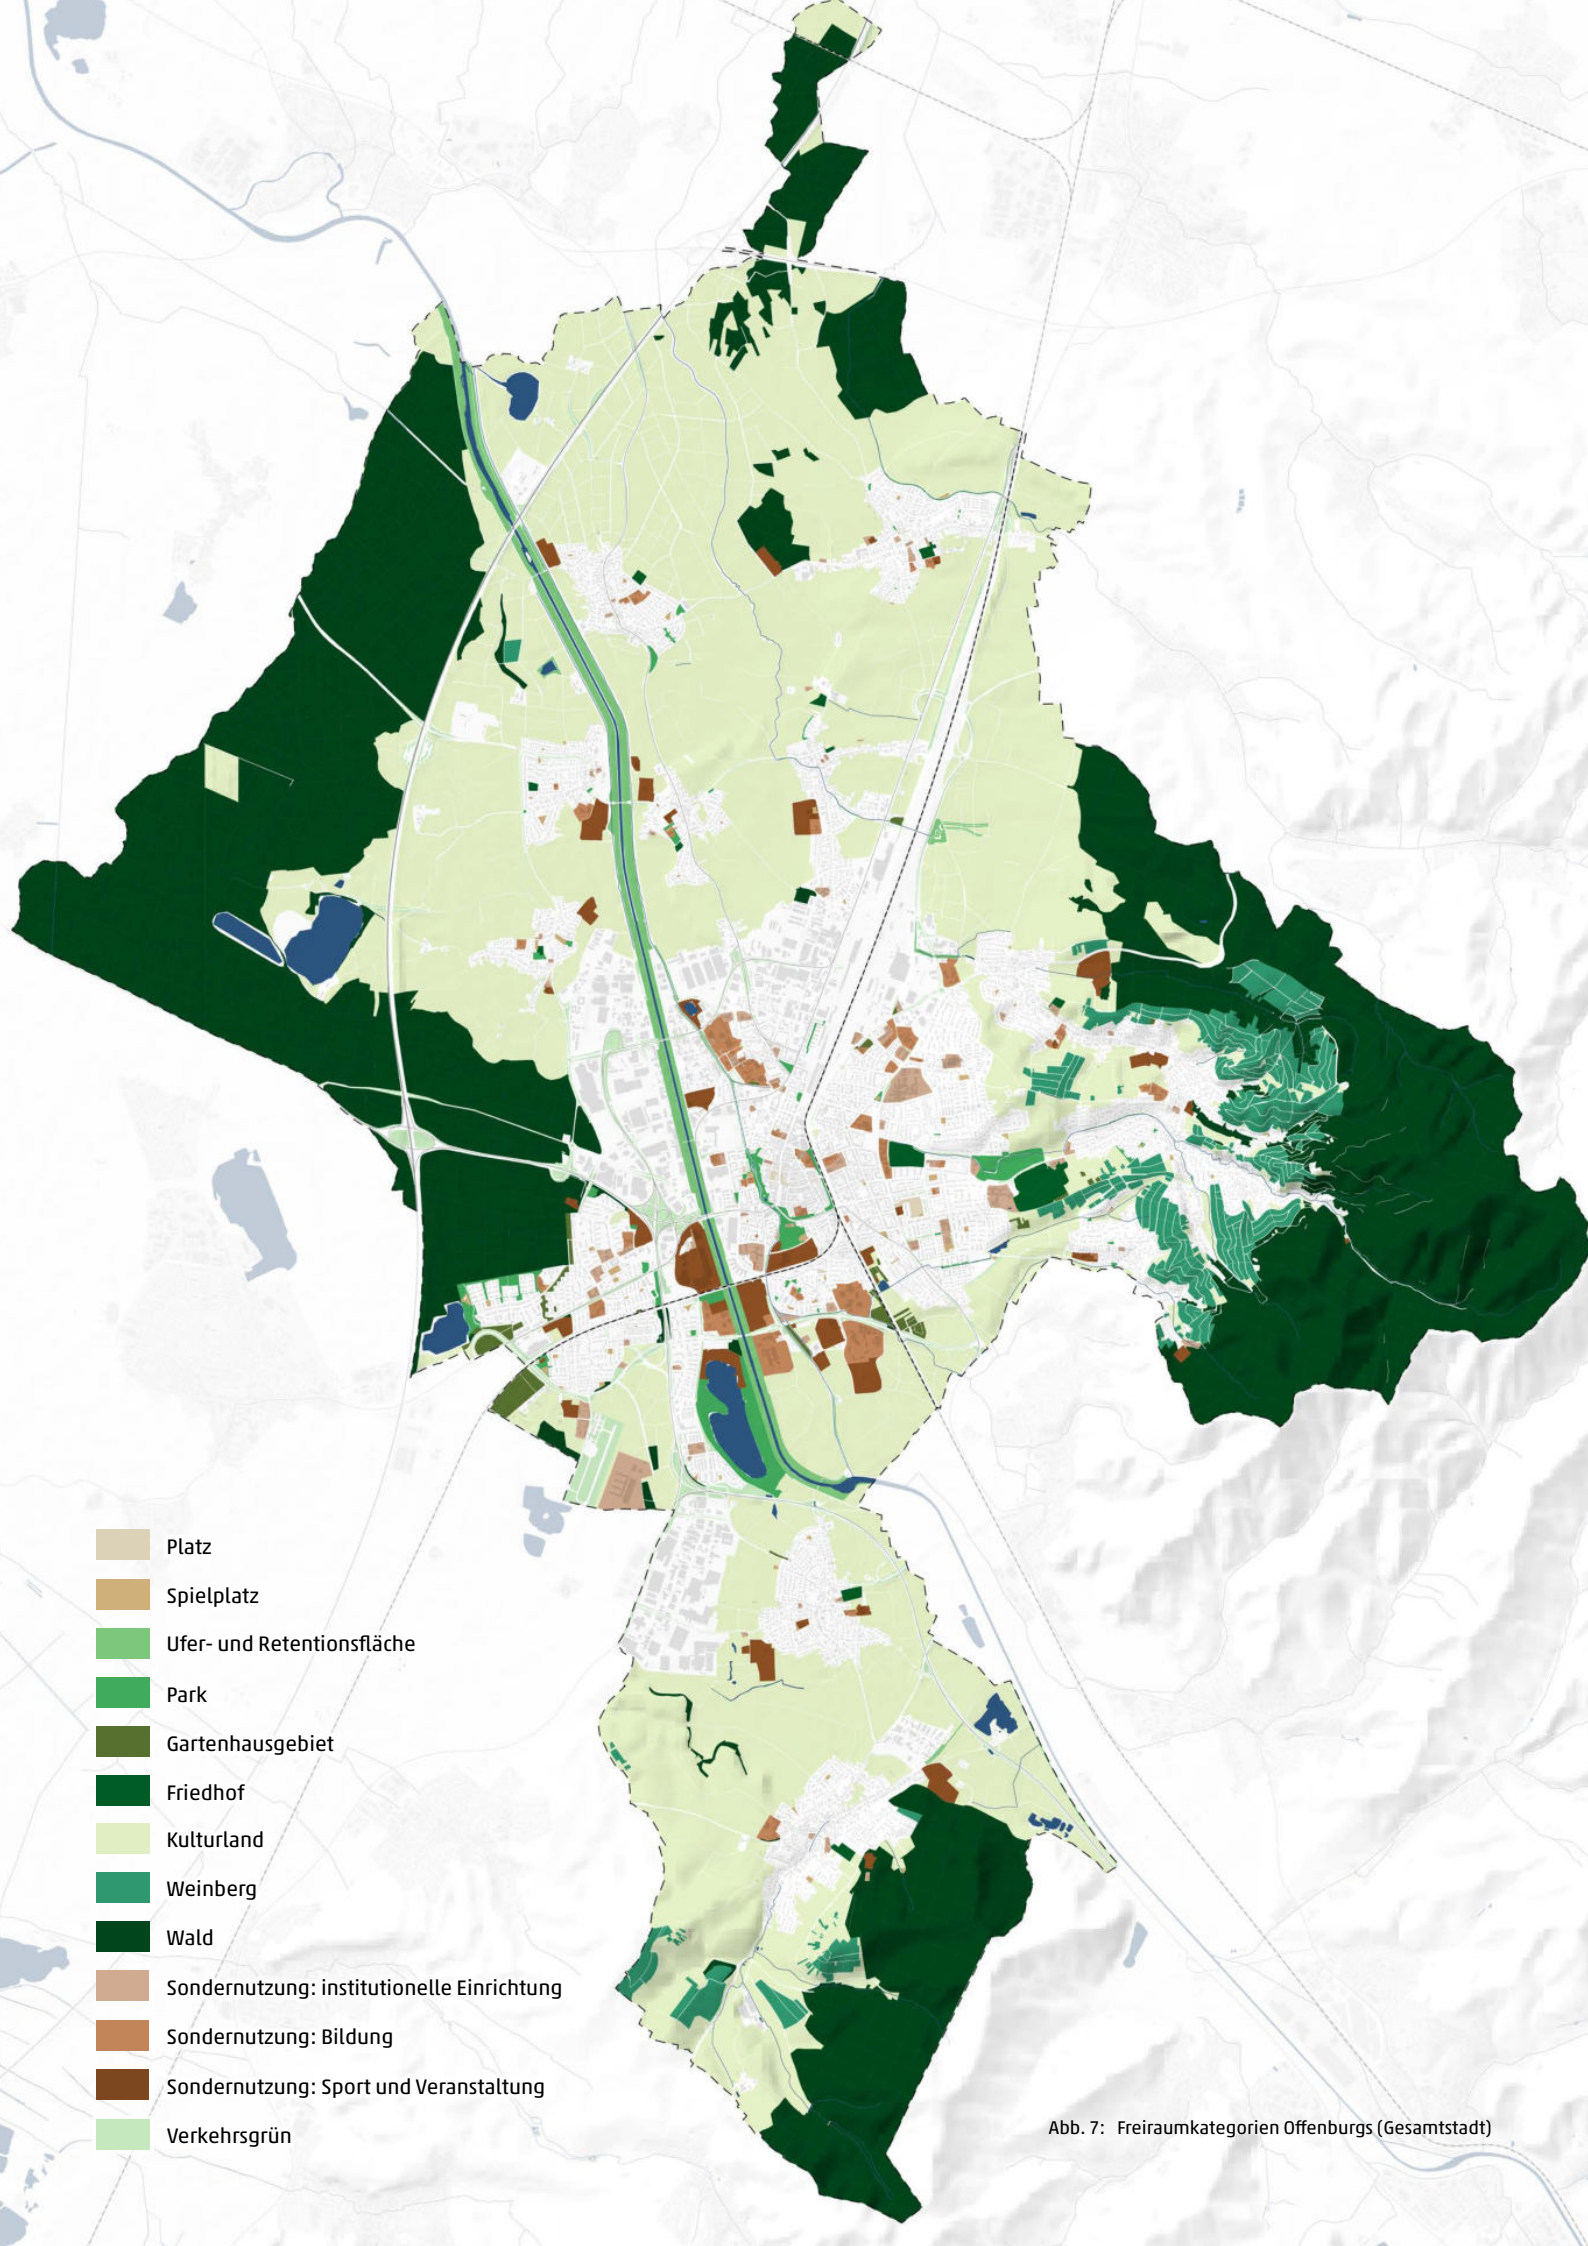 Platz
Spielplatz
Ufer- und Retentionsfläche
Park
Gartenhausgebiet
Friedhof
Kulturland
Weinberg
Wald
Sondernutzung: institutionelle Einrichtung
Sondernutzung: Bildung
Sondernutzung: Sport und Veranstaltung
Verkehrsgrün
Abb. 7: Freiraumkategorien Offenburgs (Gesamtstadt)